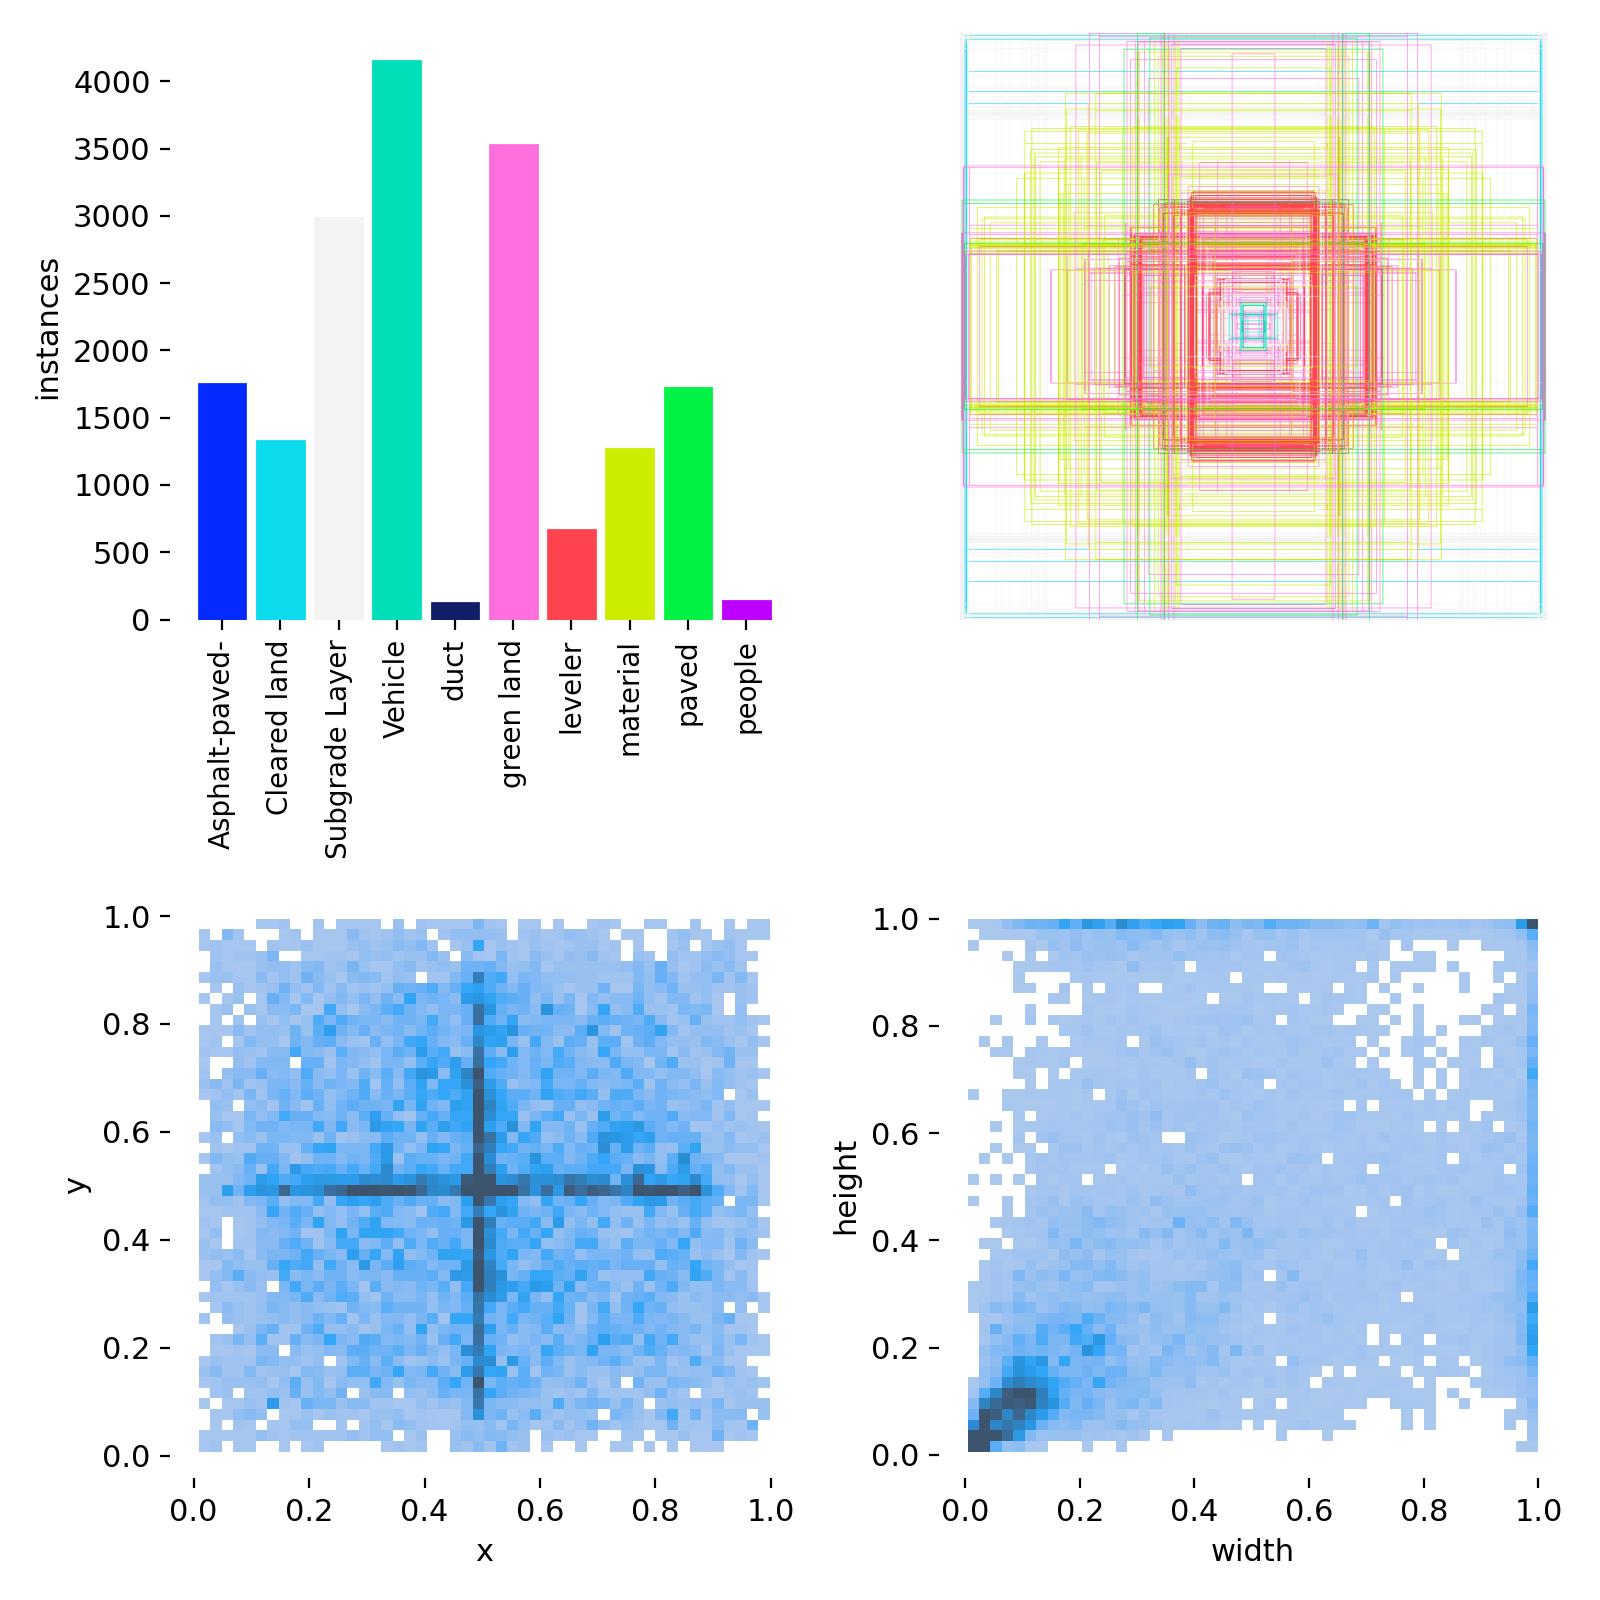 instances
4000
3500
3000
2500
2000
1500
1000
500
0
Asphalt-paved-
Cleared land
Subgrade Layer
Vehicle
duct
green land
leveler
material
paved
people
y
1.0
0.8
0.6
0.4
0.2
0.0
0.0 0.2 0.4 0.6 0.8 1.0
x
height
1.0
0.8
0.6
0.4
0.2
0.0
0.0 0.2 0.4 0.6 0.8 1.0
width